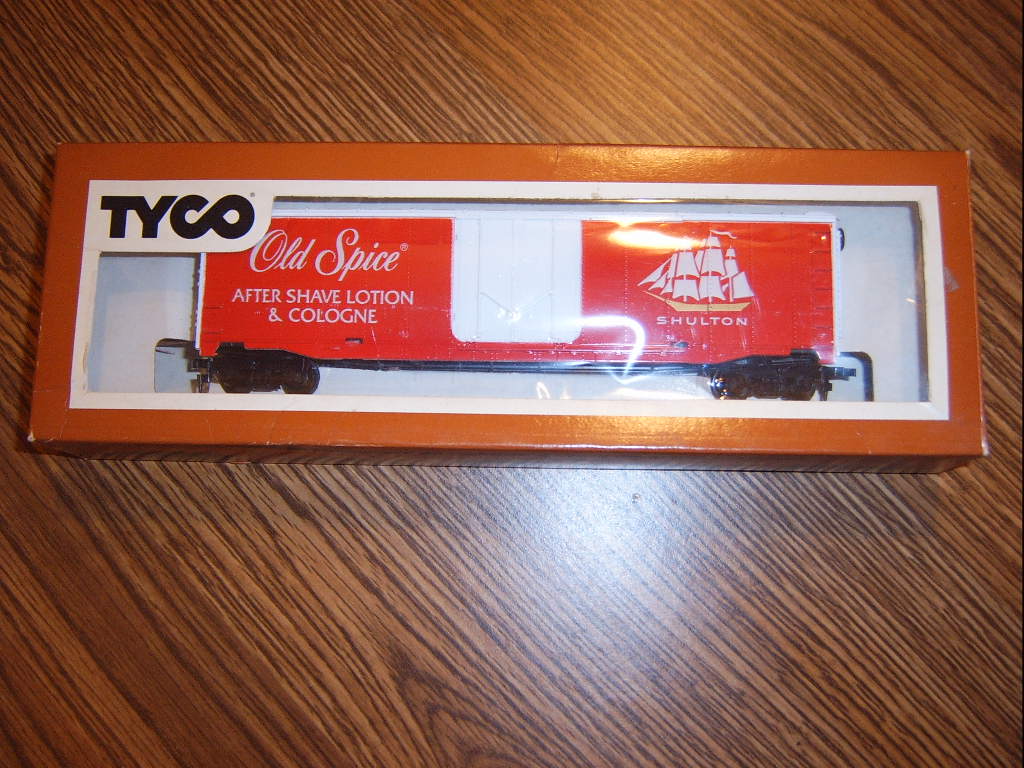 TYCO®
Old Spice®
AFTER SHAVE LOTION
& COLOGNE
SHULTON